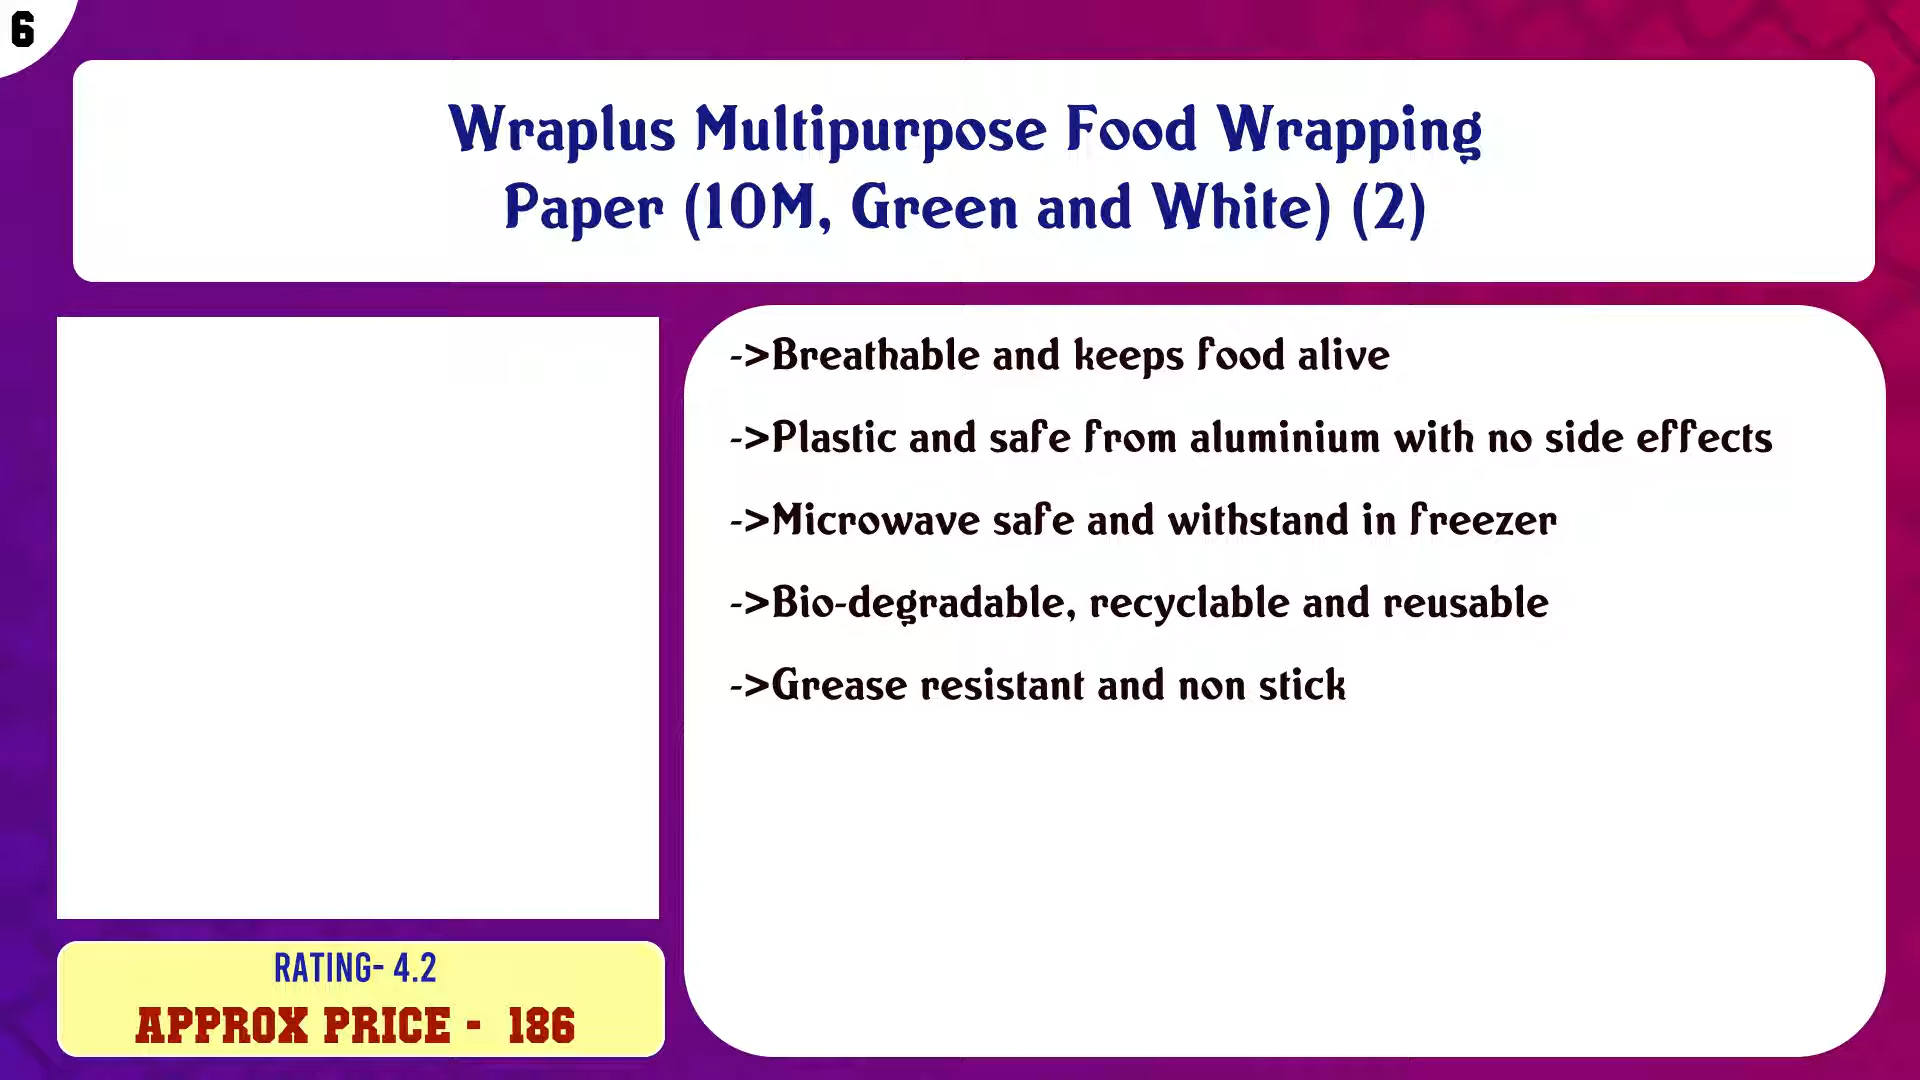 6
Wraplus Multipurpose Food Wrapping
Paper (10M, Green and White) (2)
->Breathable and keeps food alive
->Plastic and safe from aluminium with no side effects
->Microwave safe and withstand in freezer
->Bio-degradable, recyclable and reusable
->Grease resistant and non stick
RATING- 4.2
APPROX PRICE - 186